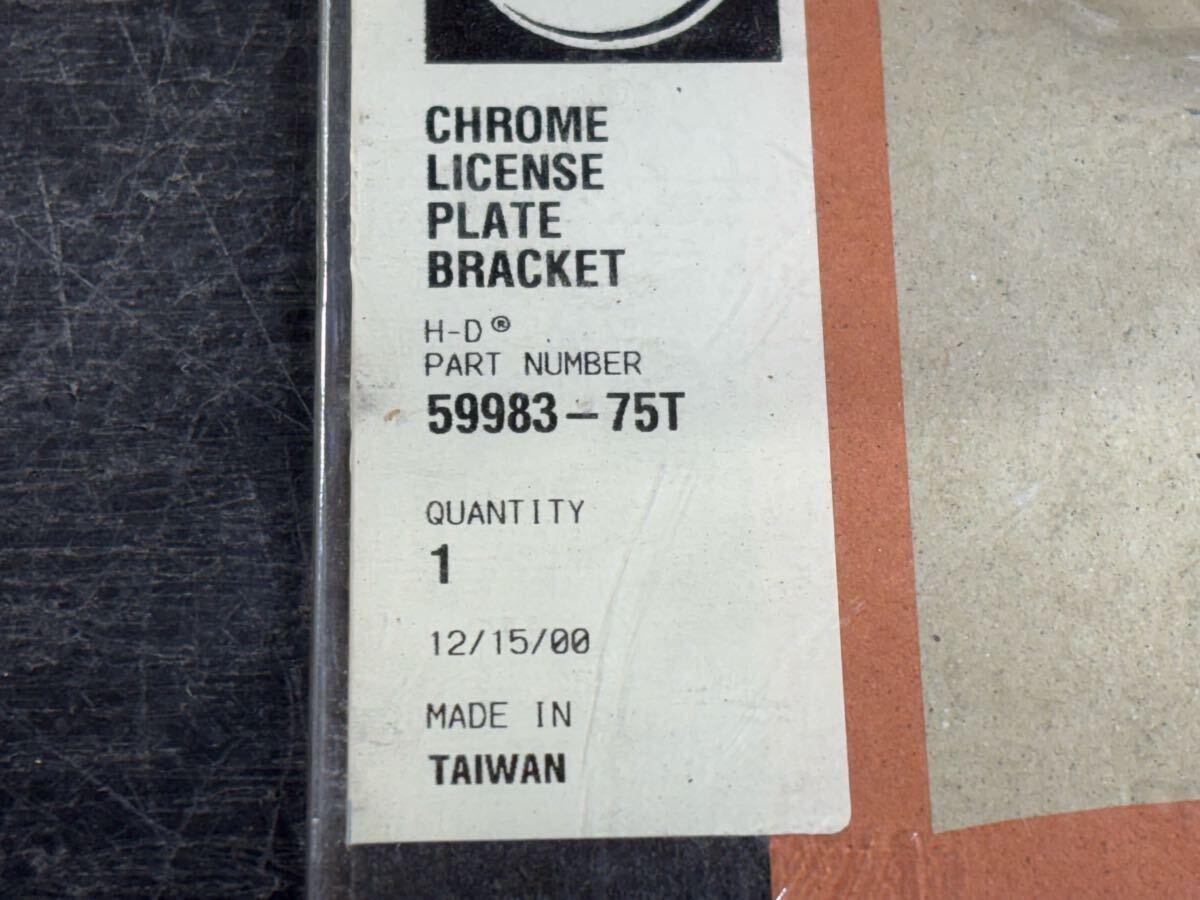 CHROME
LICENSE
PLATE
BRACKET
H-D®
PART NUMBER
59983-75T
QUANTITY
1
12/15/00
MADE IN
TAIWAN